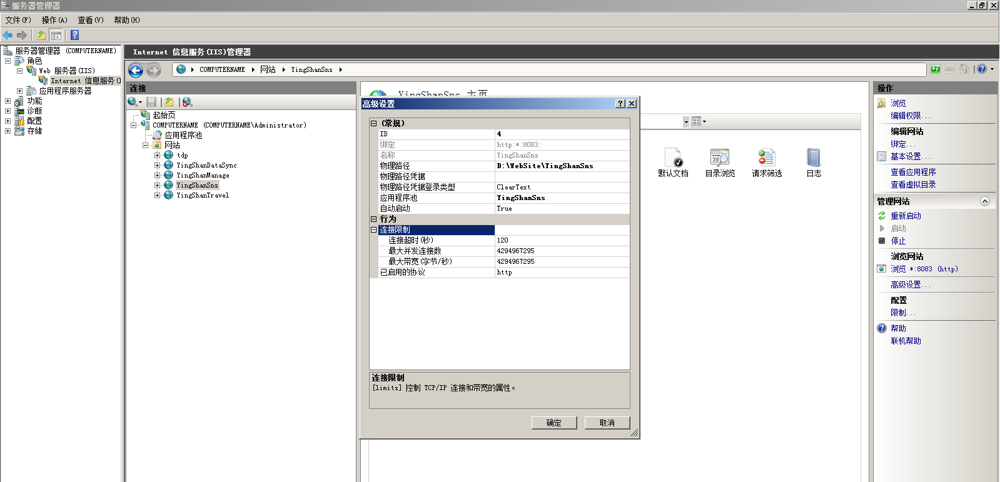 服务器管理器
文件(F) 操作(A) 查看(V) 帮助(H)
服务器管理器 (COMPUTERNAME)
角色
Web 服务器(IIS)
Internet 信息服务(I
应用程序服务器
功能
诊断
配置
存储
Internet 信息服务(IIS)管理器
COMPUTERNAME 网站 YingShanSns
连接
起始页
COMPUTERNAME (COMPUTERNAME\Administrator)
应用程序池
网站
tdp
YingShanDataSync
YingShanManage
YingShanSns
YingShanTravel
YingShanSns 主页
默认文档
目录浏览
请求筛选
日志
高级设置
(常规)
ID 4
绑定 http:*:8083:
名称 YingShanSns
物理路径 D:\WebSite\YingShanSns
物理路径凭据
物理路径凭据登录类型 ClearText
应用程序池 YingShanSns
自动启动 True
行为
连接限制
连接超时(秒) 120
最大并发连接数 4294967295
最大带宽(字节/秒) 4294967295
已启用的协议 http
连接限制
[limits] 控制 TCP/IP 连接和带宽的属性。
确定 取消
操作
浏览
编辑权限...
编辑网站
绑定...
基本设置...
查看应用程序
查看虚拟目录
管理网站
重新启动
启动
停止
浏览网站
浏览 *:8083 (http)
高级设置...
配置
限制...
帮助
联机帮助